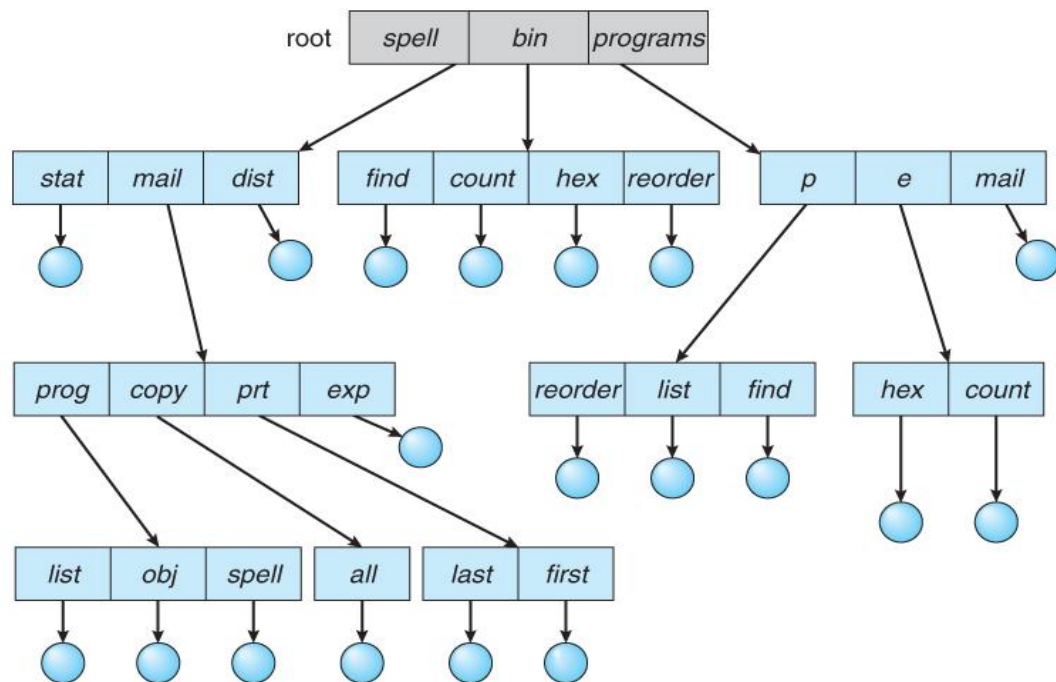 root spell bin programs
stat mail dist find count hex reorder p e mail
prog copy prt exp reorder list find hex count
list obj spell all last first